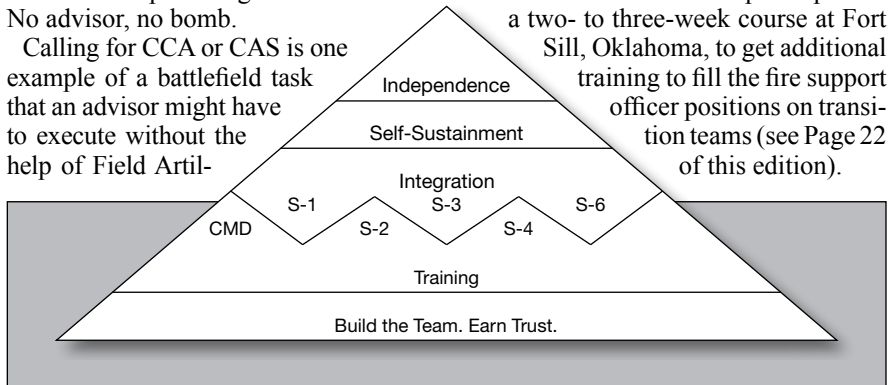 No advisor, no bomb.
Calling for CCA or CAS is one
example of a battlefield task
that an advisor might have
to execute without the
help of Field Artil-
a two- to three-week course at Fort
Sill, Oklahoma, to get additional
training to fill the fire support
officer positions on transi-
tion teams (see Page 22
of this edition).
Independence
Self-Sustainment
Integration
S-1 S-3 S-6
CMD S-2 S-4
Training
Build the Team. Earn Trust.